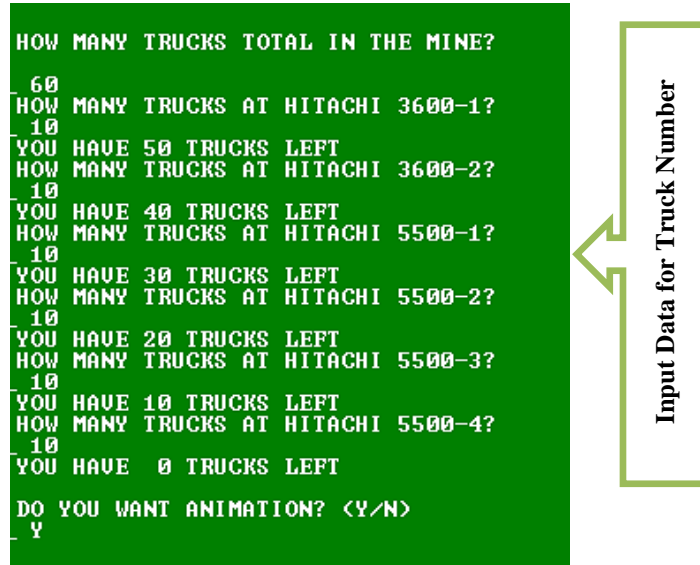 HOW MANY TRUCKS TOTAL IN THE MINE?
_ 60
HOW MANY TRUCKS AT HITACHI 3600-1?
_ 10
YOU HAVE 50 TRUCKS LEFT
HOW MANY TRUCKS AT HITACHI 3600-2?
_ 10
YOU HAVE 40 TRUCKS LEFT
HOW MANY TRUCKS AT HITACHI 5500-1?
_ 10
YOU HAVE 30 TRUCKS LEFT
HOW MANY TRUCKS AT HITACHI 5500-2?
_ 10
YOU HAVE 20 TRUCKS LEFT
HOW MANY TRUCKS AT HITACHI 5500-3?
_ 10
YOU HAVE 10 TRUCKS LEFT
HOW MANY TRUCKS AT HITACHI 5500-4?
_ 10
YOU HAVE  0 TRUCKS LEFT
DO YOU WANT ANIMATION? (Y/N)
_ Y
Input Data for Truck Number